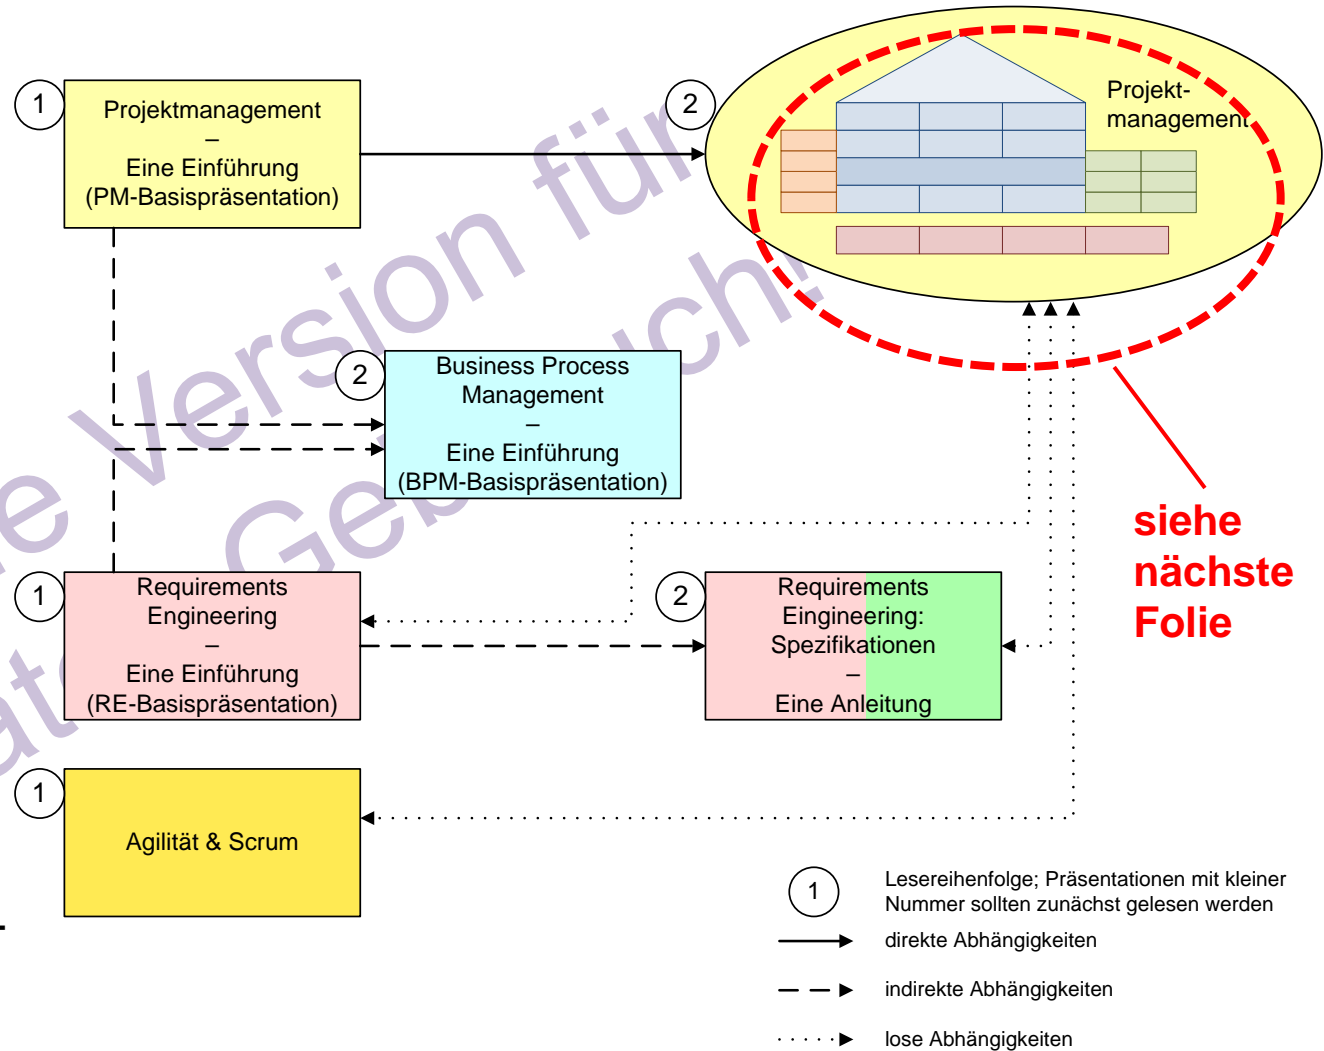 1
Projektmanagement
–
Eine Einführung
(PM-Basispräsentation)
2
Projekt-
management
2
Business Process
Management
–
Eine Einführung
(BPM-Basispräsentation)
siehe
nächste
Folie
1
Requirements
Engineering
–
Eine Einführung
(RE-Basispräsentation)
2
Requirements
Eingineering:
Spezifikationen
–
Eine Anleitung
1
Agilität & Scrum
1
Lesereihenfolge; Präsentationen mit kleiner
Nummer sollten zunächst gelesen werden
direkte Abhängigkeiten
indirekte Abhängigkeiten
lose Abhängigkeiten
Version für